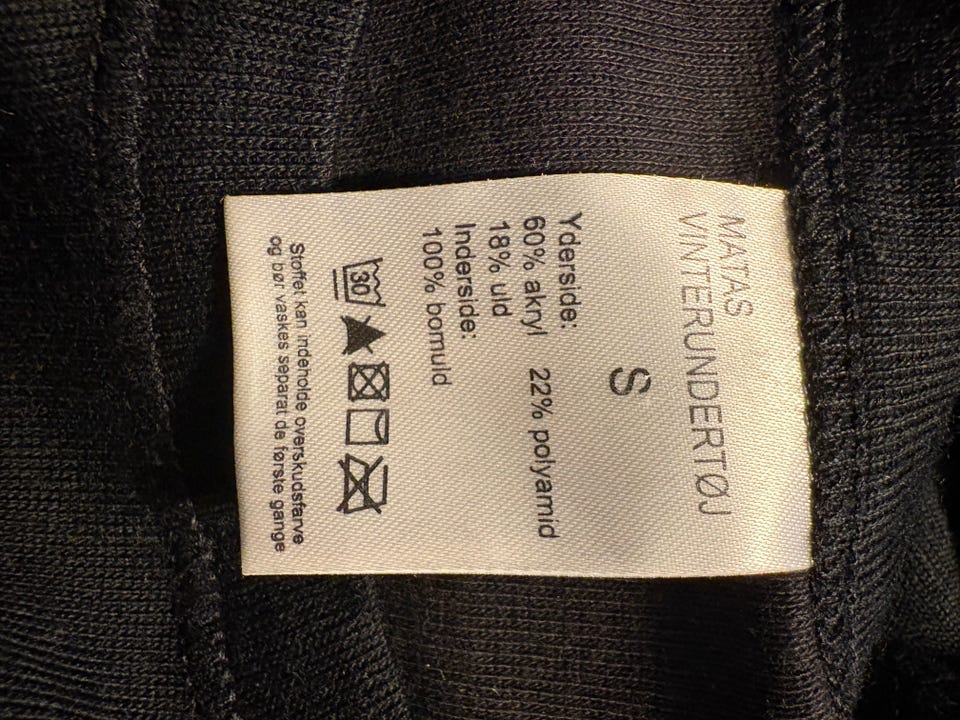 MATAS
VINTERUNDERTØJ
S
Yderside:
60% akryl 22% polyamid
18% uld
Inderside:
100% bomuld
30
Stoffet kan indeholde overskudsfarve
og bør vaskes separat de første gange